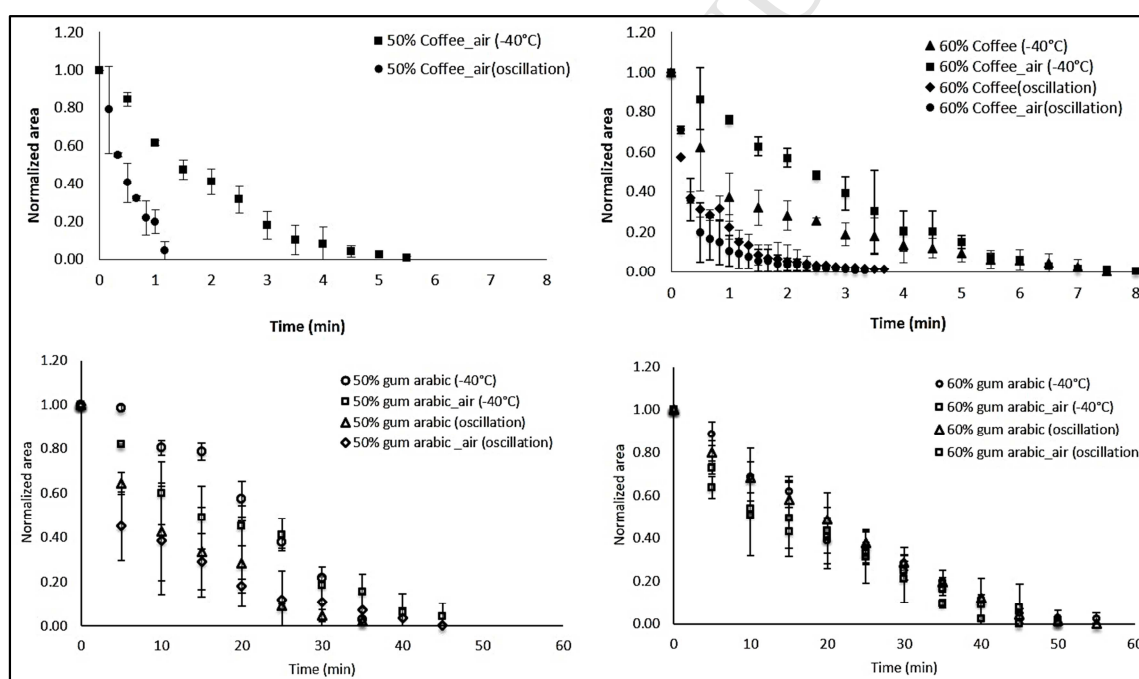 1.20
1.00
0.80
0.60
0.40
0.20
0.00
Normalized area
0 1 2 3 4 5 6 7 8
Time (min)
50% Coffee_air (-40°C)
50% Coffee_air(oscillation)
1.20
1.00
0.80
0.60
0.40
0.20
0.00
Normalized area
0 1 2 3 4 5 6 7 8
Time (min)
60% Coffee (-40°C)
60% Coffee_air (-40°C)
60% Coffee(oscillation)
60% Coffee_air(oscillation)
1.20
1.00
0.80
0.60
0.40
0.20
0.00
Normalized area
0 10 20 30 40 50 60
Time (min)
50% gum arabic (-40°C)
50% gum arabic_air (-40°C)
50% gum arabic (oscillation)
50% gum arabic _air (oscillation)
1.20
1.00
0.80
0.60
0.40
0.20
0.00
Normalized area
0 10 20 30 40 50 60
Time (min)
60% gum arabic (-40°C)
60% gum arabic_air (-40°C)
60% gum arabic (oscillation)
60% gum arabic_air (oscillation)